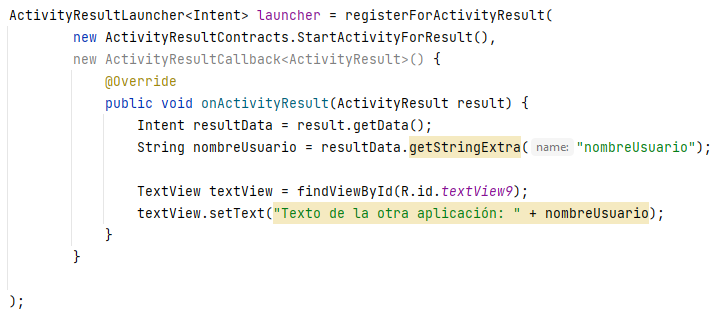 ActivityResultLauncher<Intent> launcher = registerForActivityResult(
        new ActivityResultContracts.StartActivityForResult(),
        new ActivityResultCallback<ActivityResult>() {
            @Override
            public void onActivityResult(ActivityResult result) {
                Intent resultData = result.getData();
                String nombreUsuario = resultData.getStringExtra( name: "nombreUsuario");

                TextView textView = findViewById(R.id.textView9);
                textView.setText("Texto de la otra aplicación: " + nombreUsuario);
            }
        }

);